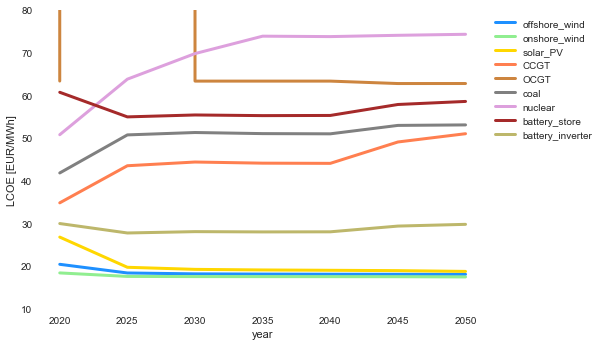 80
70
60
50
40
30
20
10
LCOE [EUR/MWh]
2020 2025 2030 2035 2040 2045 2050
year
offshore_wind
onshore_wind
solar_PV
CCGT
OCGT
coal
nuclear
battery_store
battery_inverter